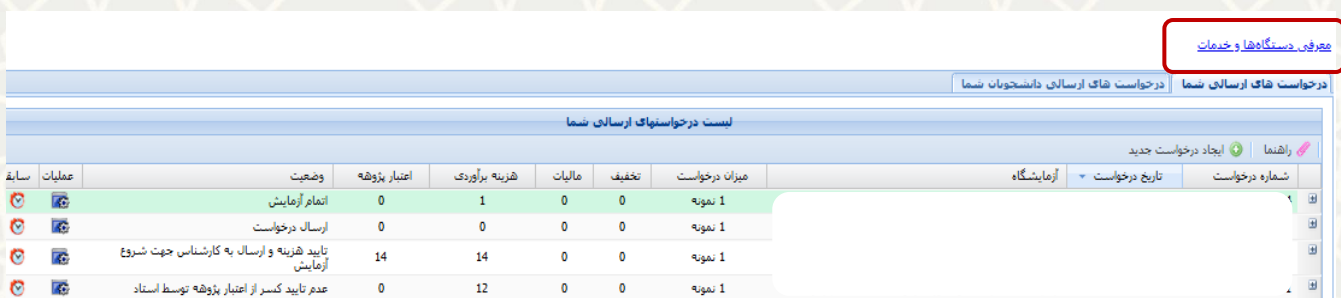 معرفی دستگاه‌ها و خدمات
درخواست های ارسالی شما درخواست های ارسالی دانشجویان شما
لیست درخواستهای ارسالی شما
راهنما ایجاد درخواست جدید
شماره درخواست تاریخ درخواست آزمایشگاه میزان درخواست تخفیف مالیات هزینه برآوردی اعتبار پژوهه وضعیت عملیات سابق
1 نمونه 0 0 1 0 اتمام آزمایش
1 نمونه 0 0 0 0 ارسال درخواست
1 نمونه 0 0 14 14 تایید هزینه و ارسال به کارشناس جهت شروع
آزمایش
1 نمونه 0 0 12 0 عدم تایید کسر از اعتبار پژوهه توسط استاد